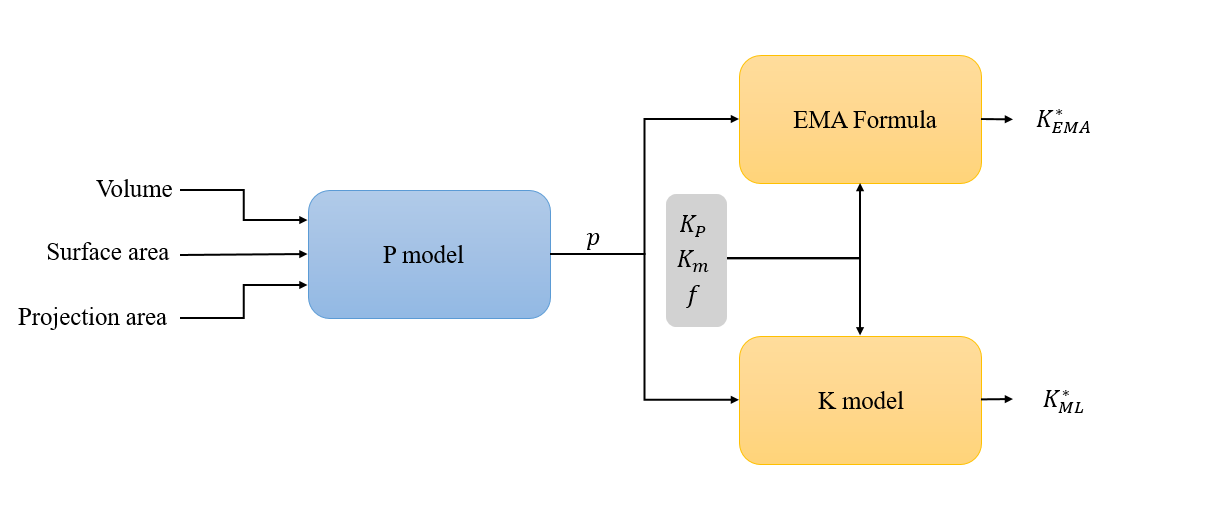 Volume
Surface area
Projection area
P model
p
K_P
K_m
f
EMA Formula
K^*_{EMA}
K model
K^*_{ML}